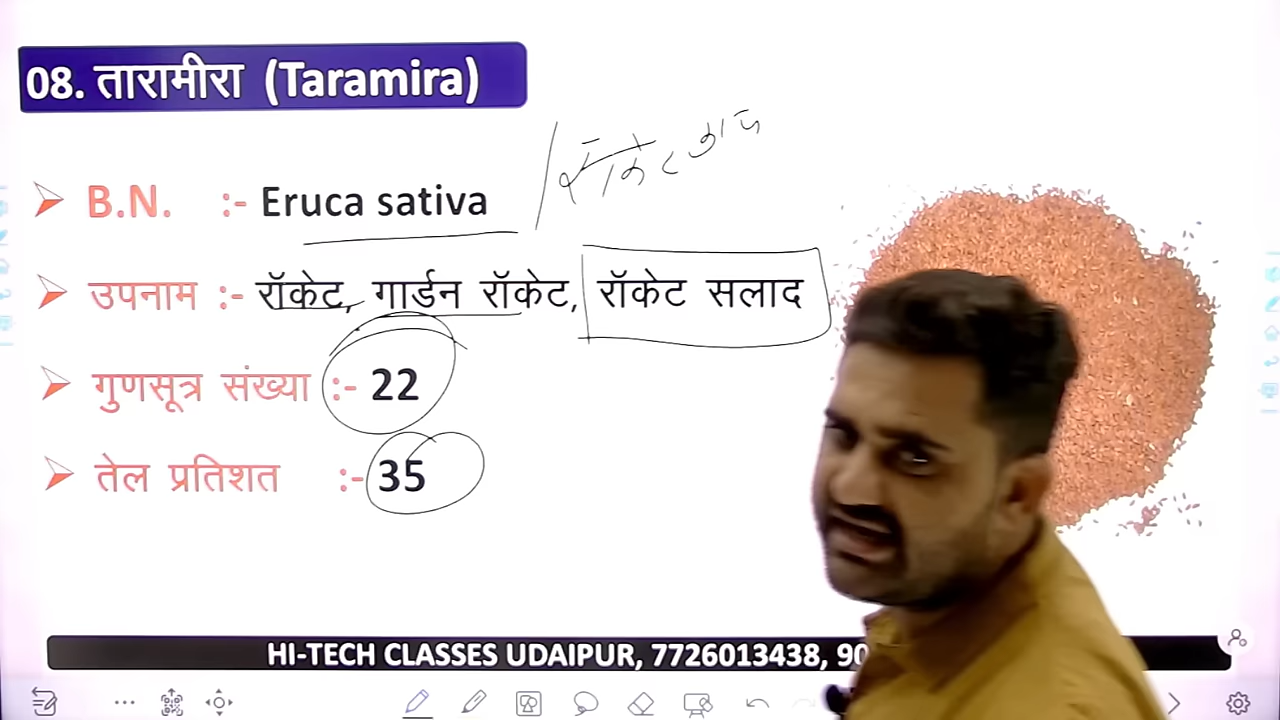 08. तारामीरा (Taramira)
B.N. :- Eruca sativa
उपनाम :- रॉकेट, गार्डन रॉकेट, रॉकेट सलाद
गुणसूत्र संख्या :- 22
तेल प्रतिशत :- 35
HI-TECH CLASSES UDAIPUR, 7726013438, 90